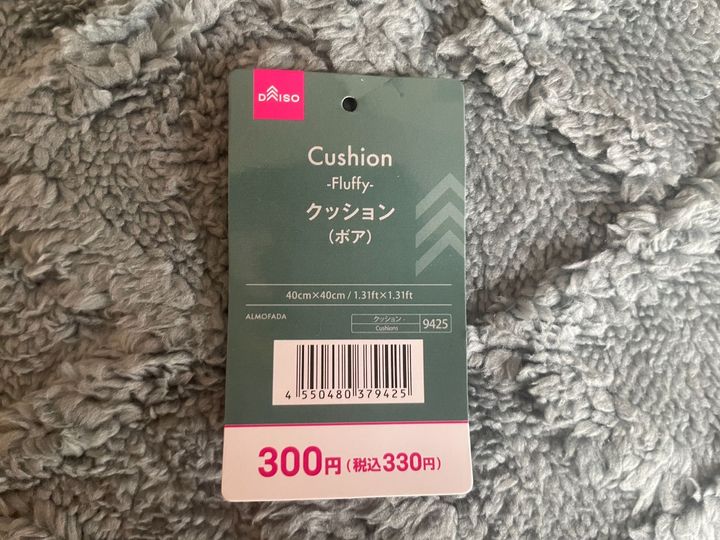 DAISO
Cushion
-Fluffy-
クッション
(ボア)
40cm×40cm / 1.31ft×1.31ft
ALMOFADA
クッション・
Cushions
9425
4 550480 379425
300円(税込330円)